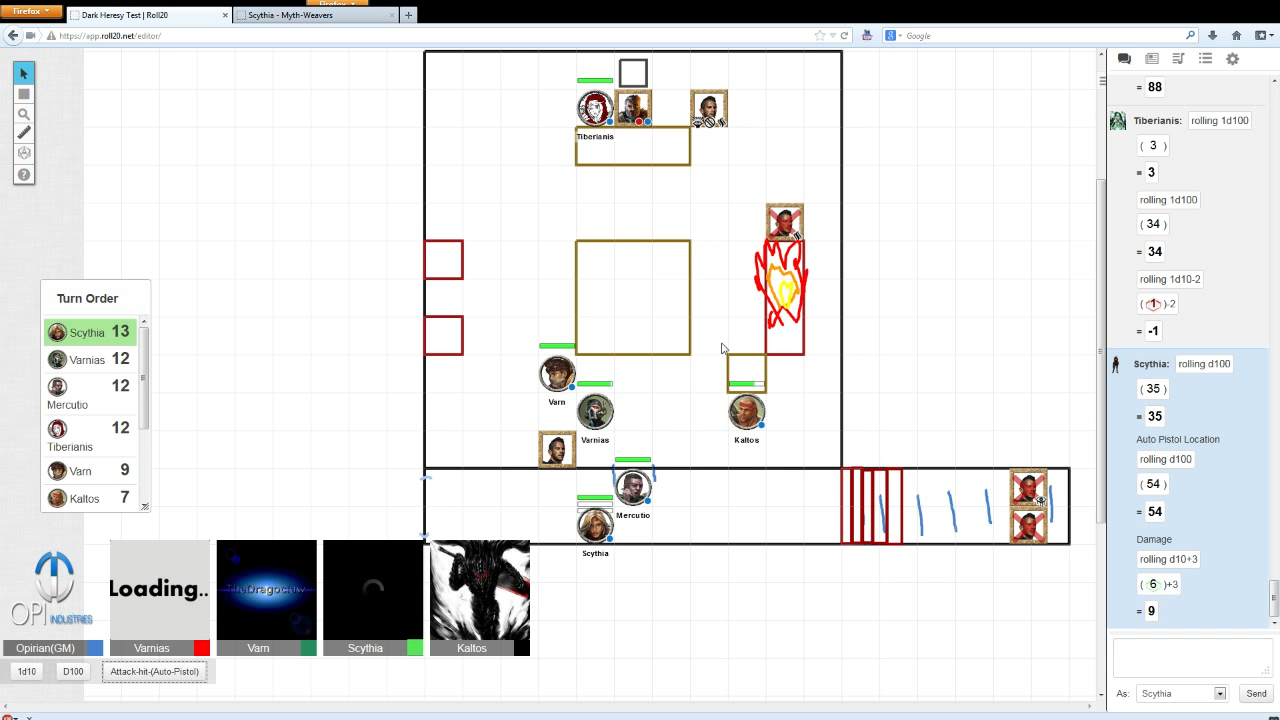 Firefox
Firefox
Dark Heresy Test | Roll20
Scythia - Myth-Weavers
https://app.roll20.net/editor/
Google
Tiberianis
Varn
Varnias
Kaltos
Mercutio
Scythia
Turn Order
Scythia 13
Varnias 12
12
Mercutio
12
Tiberianis
Varn 9
Kaltos 7
OPI
INDUSTRIES
Loading..
Opirian(GM)
Varnias
Varn
Scythia
Kaltos
1d10
D100
Attack-hit-(Auto-Pistol)
= 88
Tiberianis: rolling 1d100
( 3 )
= 3
rolling 1d100
( 34 )
= 34
rolling 1d10-2
( 1 )-2
= -1
Scythia: rolling d100
( 35 )
= 35
Auto Pistol Location
rolling d100
( 54 )
= 54
Damage
rolling d10+3
( 6 )+3
= 9
As: Scythia
Send